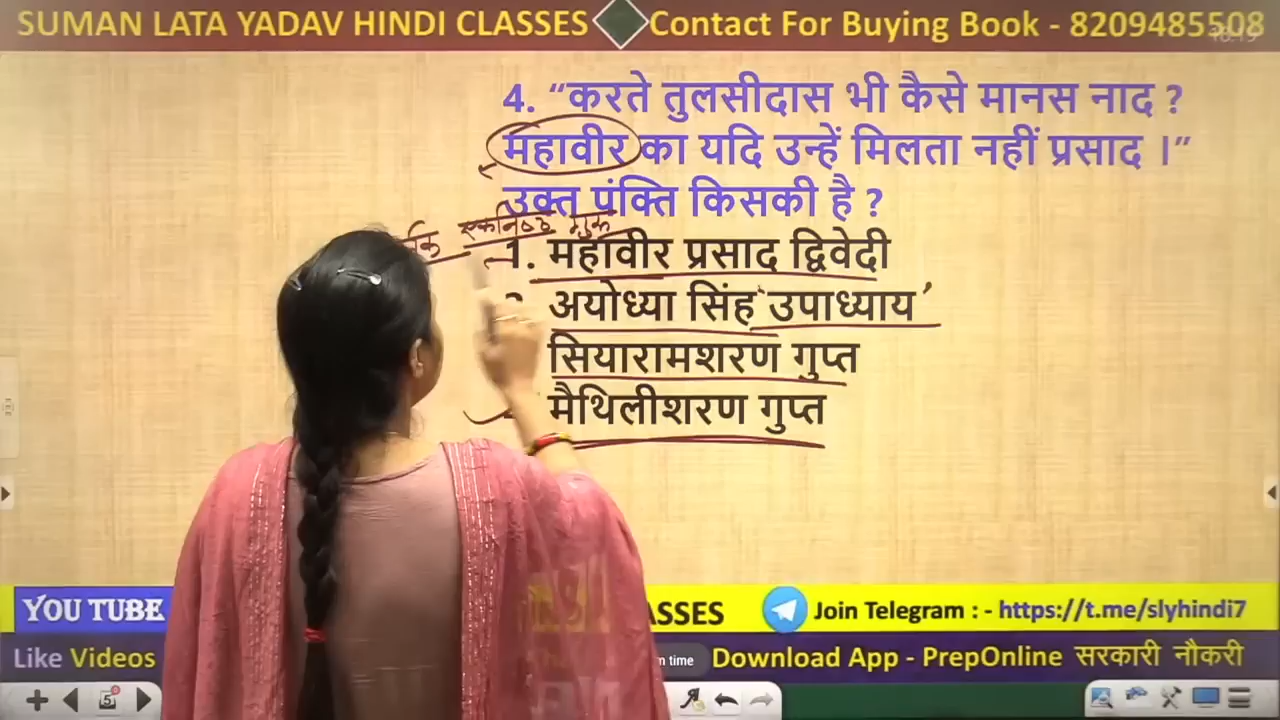 SUMAN LATA YADAV HINDI CLASSES Contact For Buying Book - 8209485508
4. “करते तुलसीदास भी कैसे मानस नाद ?
महावीर का यदि उन्हें मिलता नहीं प्रसाद ।”
उक्त पंक्ति किसकी है ?
एकनिष्ठ
1. महावीर प्रसाद द्विवेदी
अयोध्या सिंह ‘उपाध्याय’
सियारामशरण गुप्त
मैथिलीशरण गुप्त
YOU TUBE
Join Telegram : - https://t.me/slyhindi7
Like Videos
Download App - PrepOnline सरकारी नौकरी
5